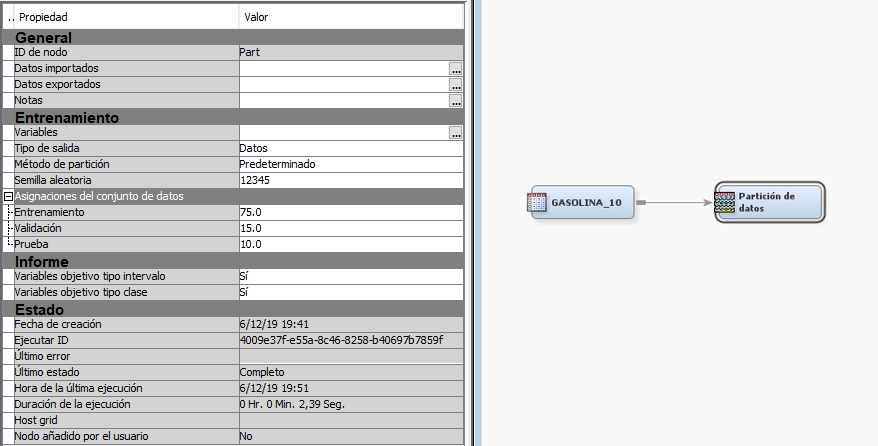 .. Propiedad Valor
General
ID de nodo Part
Datos importados ...
Datos exportados ...
Notas ...
Entrenamiento
Variables ...
Tipo de salida Datos
Método de partición Predeterminado
Semilla aleatoria 12345
Asignaciones del conjunto de datos
Entrenamiento 75.0
Validación 15.0
Prueba 10.0
Informe
Variables objetivo tipo intervalo Sí
Variables objetivo tipo clase Sí
Estado
Fecha de creación 6/12/19 19:41
Ejecutar ID 4009e37f-e55a-8c46-8258-b40697b7859f
Último error
Último estado Completo
Hora de la última ejecución 6/12/19 19:51
Duración de la ejecución 0 Hr. 0 Min. 2,39 Seg.
Host grid
Nodo añadido por el usuario No
GASOLINA_10
Partición de
datos